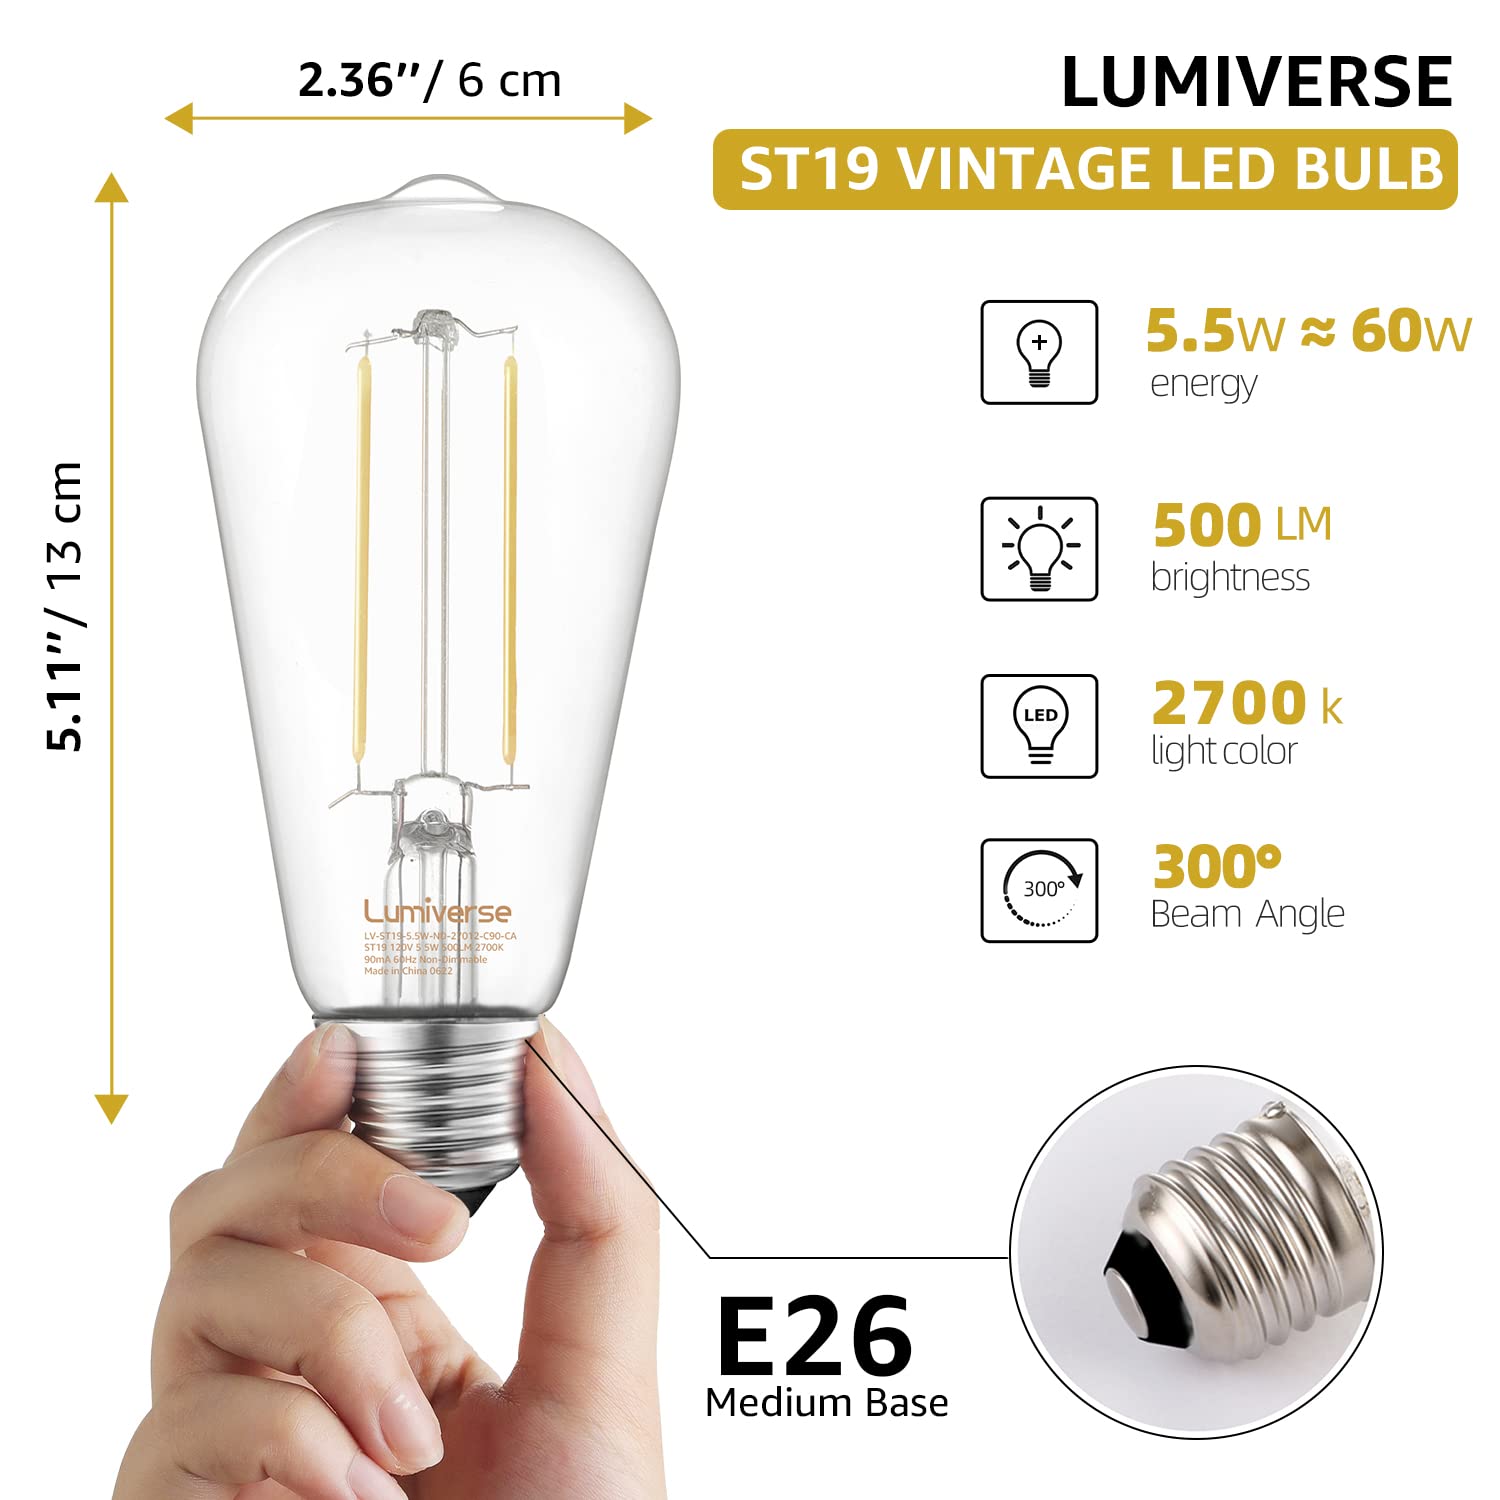 2.36"/ 6 cm
LUMIVERSE
ST19 VINTAGE LED BULB
5.11"/ 13 cm
5.5W ≈ 60W
energy
500 LM
brightness
LED
2700 k
light color
300°
300°
Beam Angle
Lumiverse
LV-ST19-5.5W-ND-27012-C90-CA
ST19 120V 5.5W 500LM 2700K
90mA 60Hz Non-Dimmable
Made in China 0622
E26
Medium Base